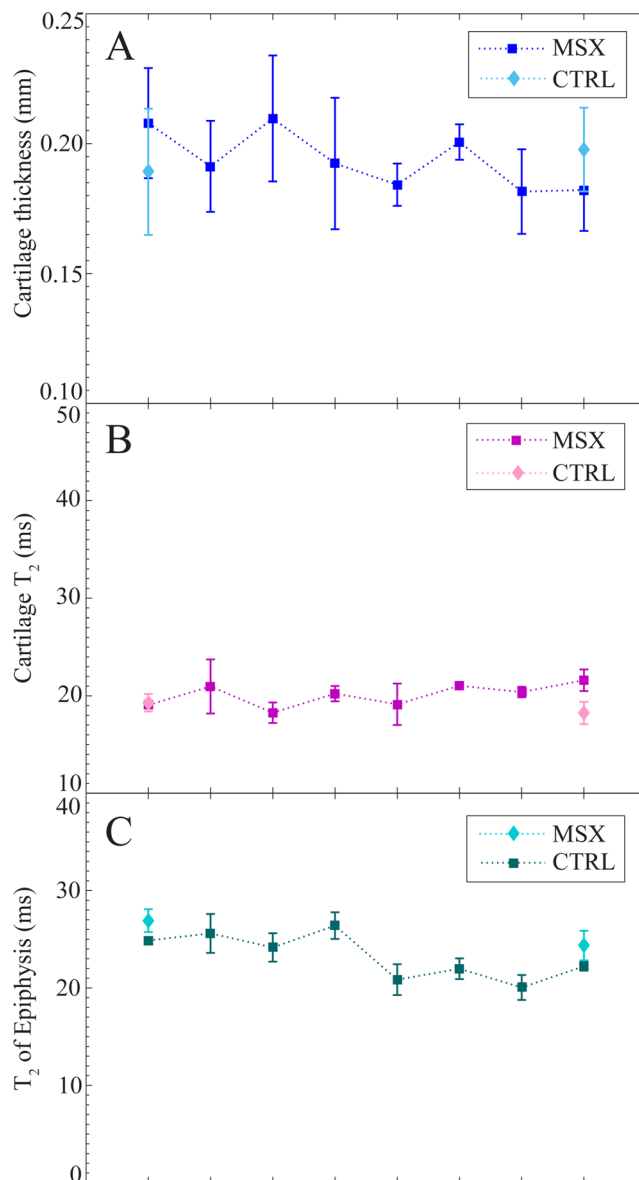 A
MSX
CTRL
0.25
0.20
0.15
0.10
Cartilage thickness (mm)
B
MSX
CTRL
50
40
30
20
10
Cartilage T2 (ms)
C
MSX
CTRL
40
30
20
10
0
T2 of Epiphysis (ms)